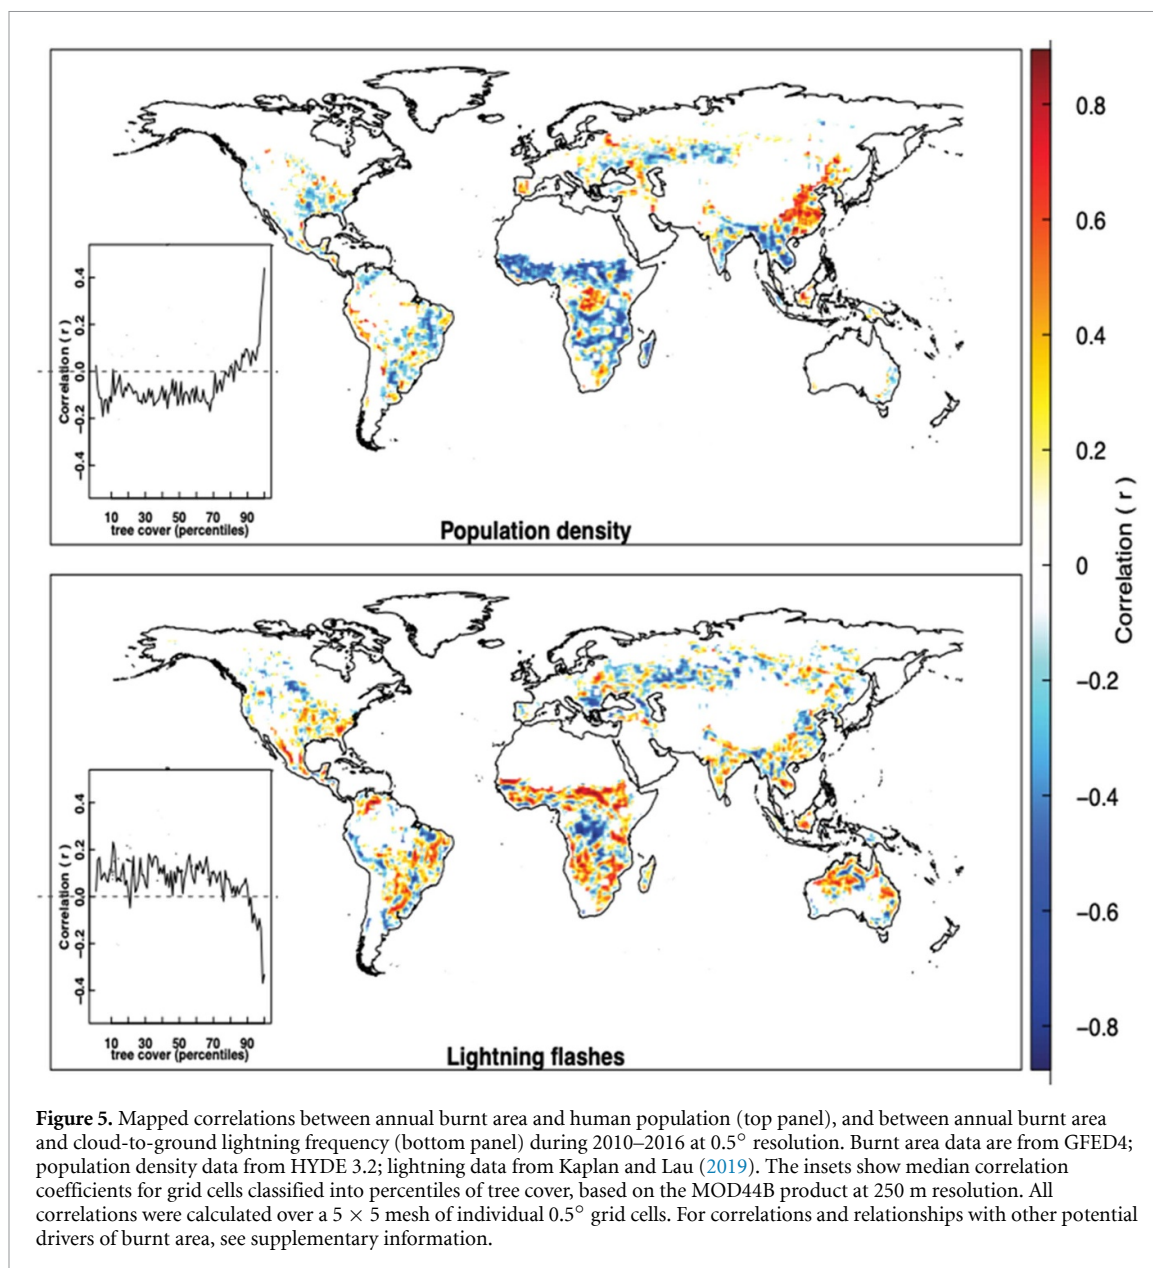 0.4
0.2
0.0
−0.2
−0.4
Correlation ( r )
10 30 50 70 90
tree cover (percentiles)
Population density
0.4
0.2
0.0
−0.2
−0.4
Correlation ( r )
10 30 50 70 90
tree cover (percentiles)
Lightning flashes
0.8
0.6
0.4
0.2
0
−0.2
−0.4
−0.6
−0.8
Correlation ( r )
Figure 5. Mapped correlations between annual burnt area and human population (top panel), and between annual burnt area
and cloud-to-ground lightning frequency (bottom panel) during 2010–2016 at 0.5° resolution. Burnt area data are from GFED4;
population density data from HYDE 3.2; lightning data from Kaplan and Lau (2019). The insets show median correlation
coefficients for grid cells classified into percentiles of tree cover, based on the MOD44B product at 250 m resolution. All
correlations were calculated over a 5 × 5 mesh of individual 0.5° grid cells. For correlations and relationships with other potential
drivers of burnt area, see supplementary information.